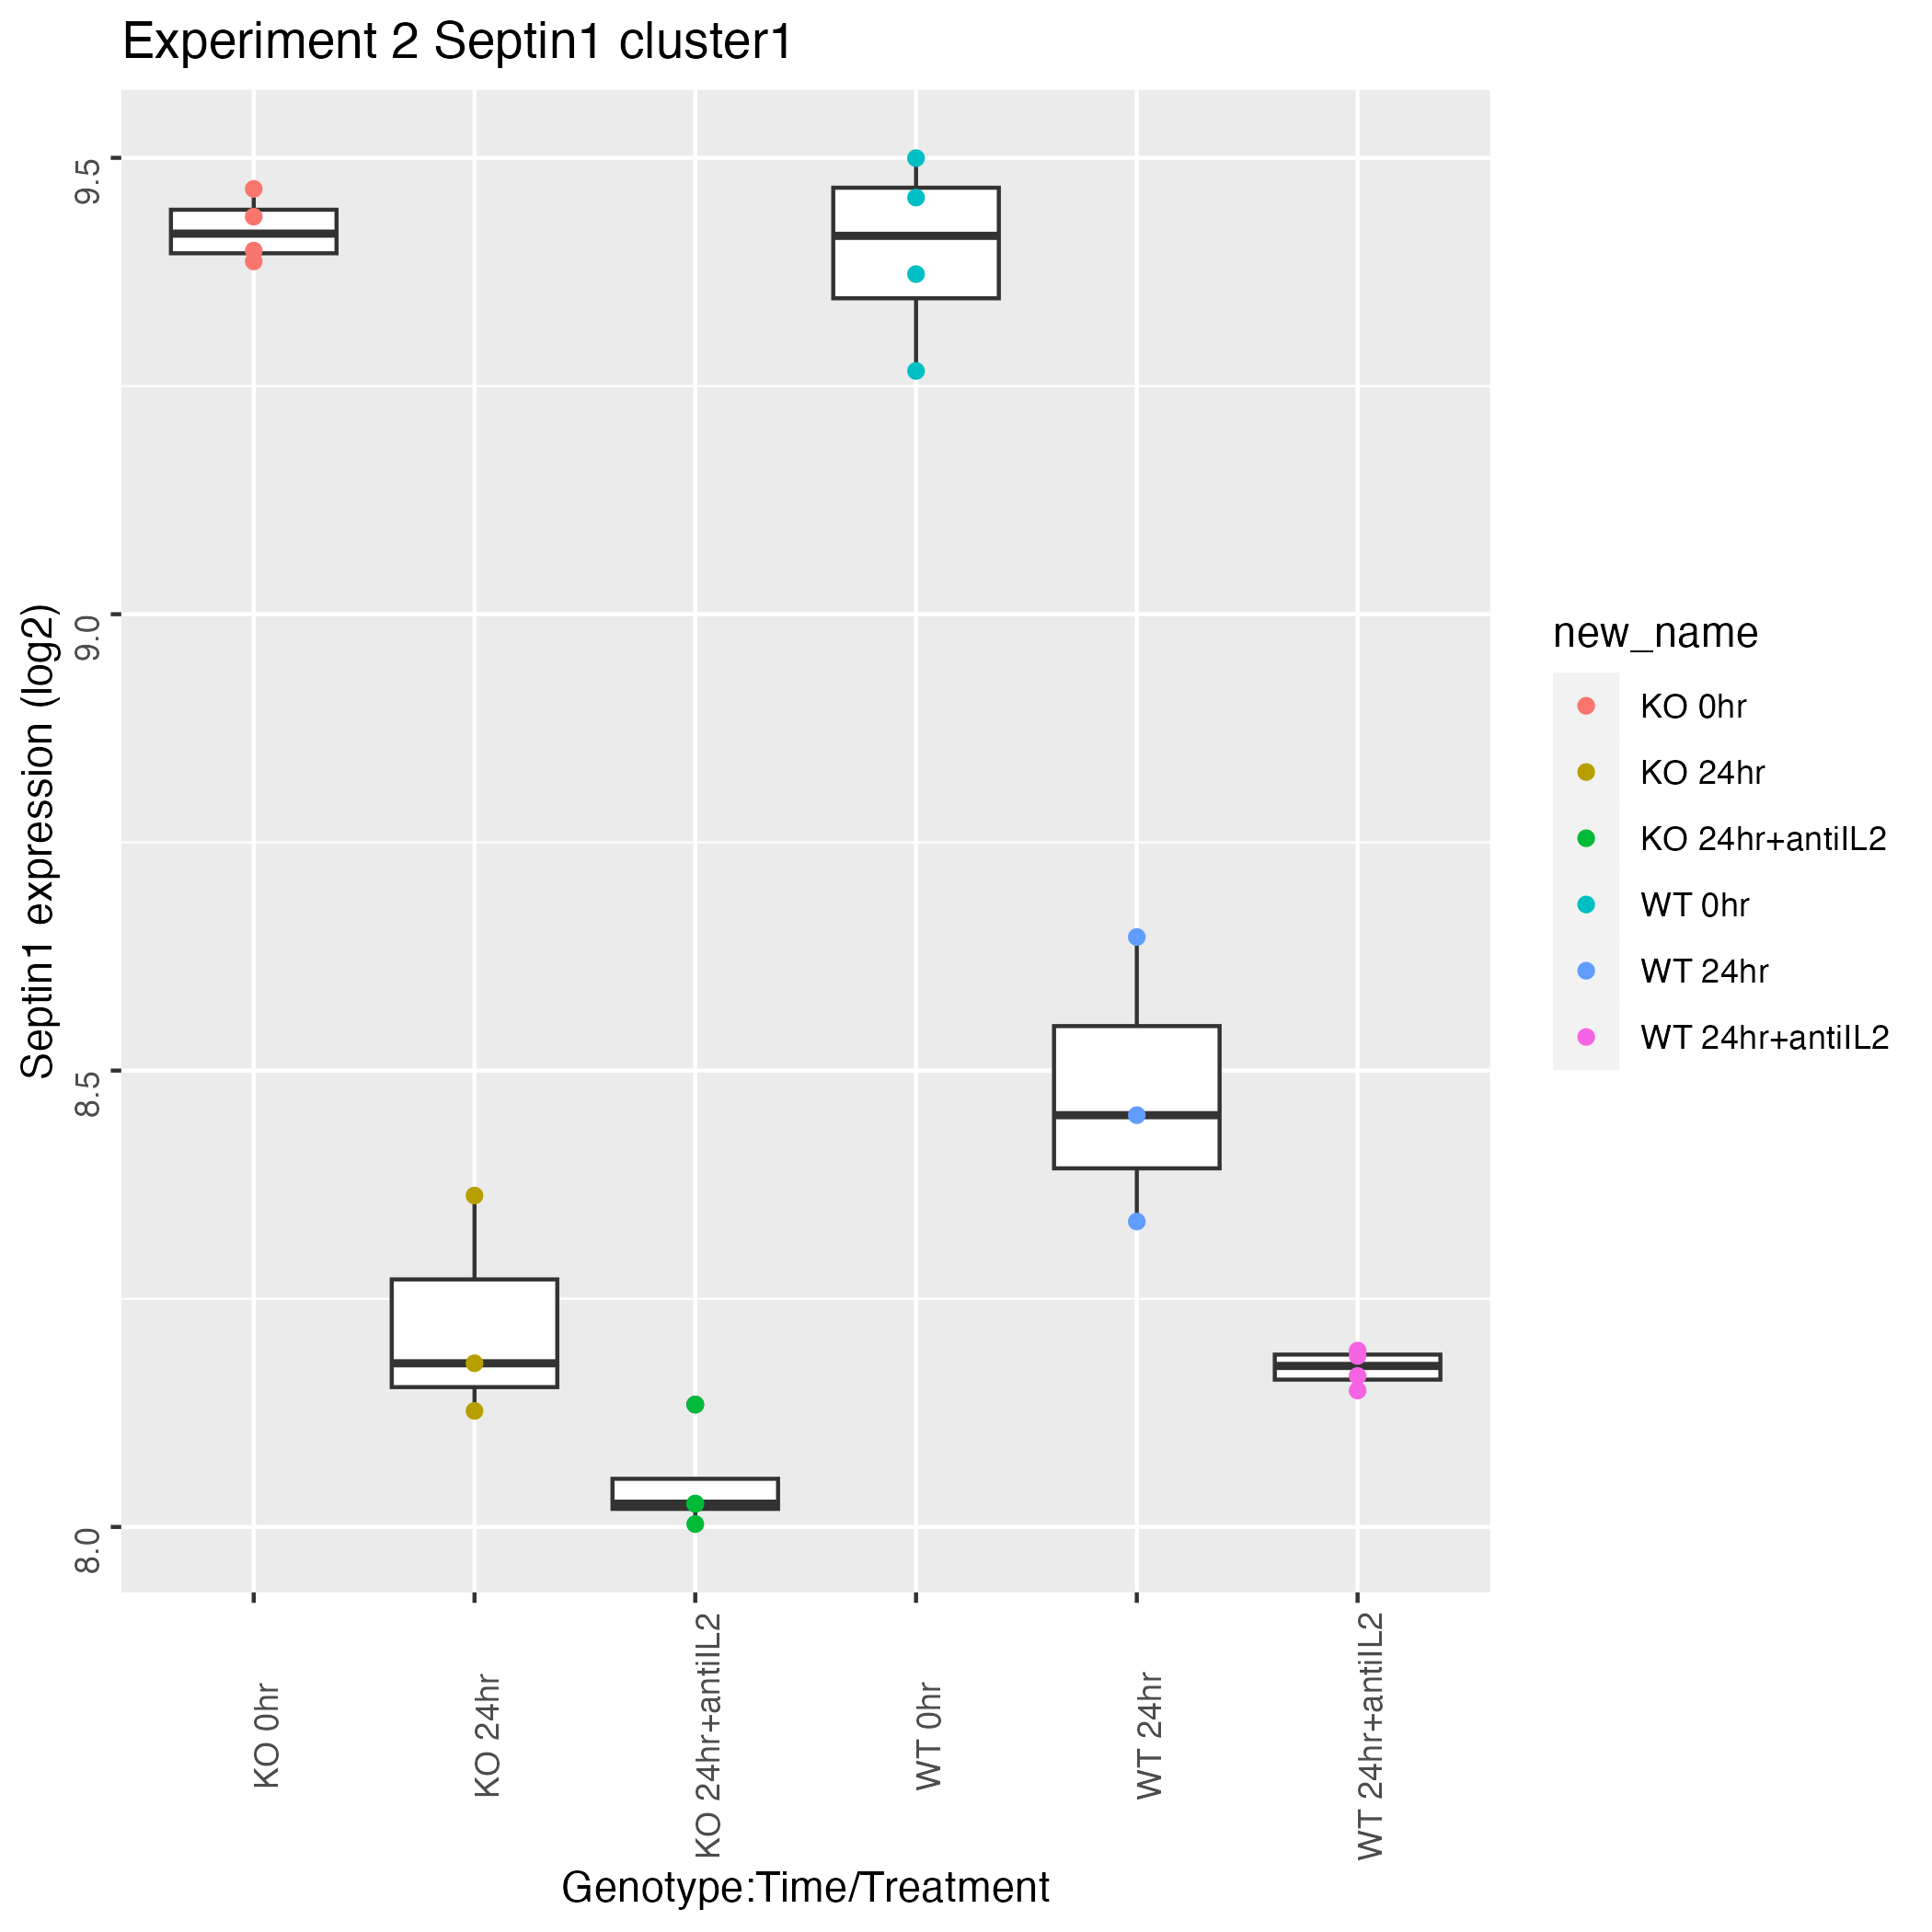 Experiment 2 Septin1 cluster1
Septin1 expression (log2)
9.5
9.0
8.5
8.0
KO 0hr
KO 24hr
KO 24hr+antiIL2
WT 0hr
WT 24hr
WT 24hr+antiIL2
Genotype:Time/Treatment
new_name
KO 0hr
KO 24hr
KO 24hr+antiIL2
WT 0hr
WT 24hr
WT 24hr+antiIL2